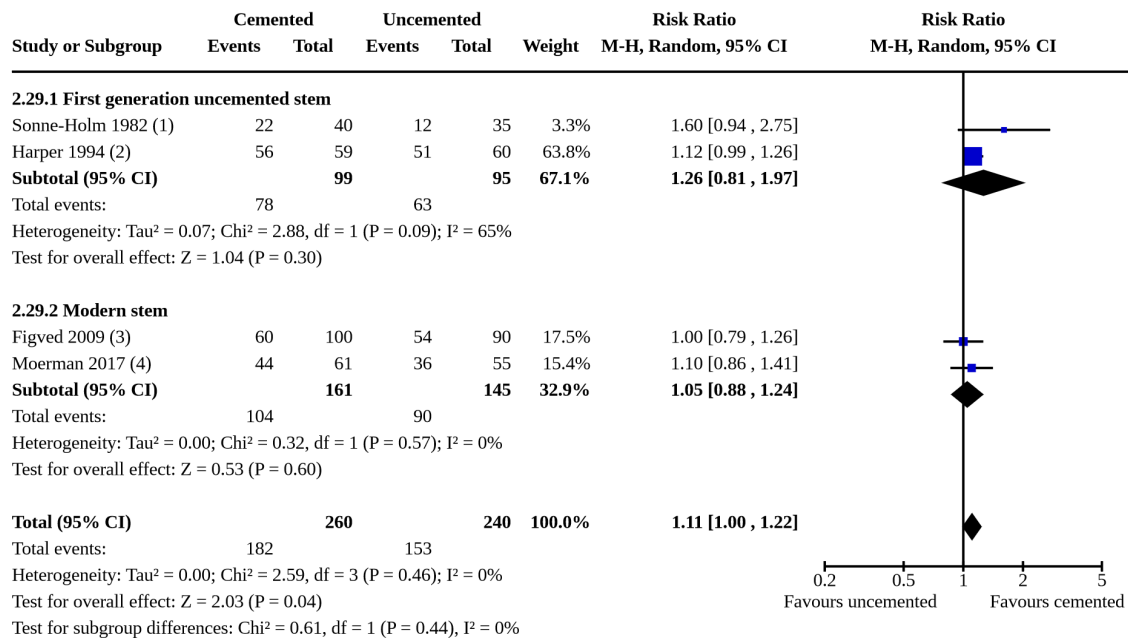 Cemented Uncemented Risk Ratio Risk Ratio
Study or Subgroup Events Total Events Total Weight M-H, Random, 95% CI M-H, Random, 95% CI
2.29.1 First generation uncemented stem
Sonne-Holm 1982 (1) 22 40 12 35 3.3% 1.60 [0.94 , 2.75]
Harper 1994 (2) 56 59 51 60 63.8% 1.12 [0.99 , 1.26]
Subtotal (95% CI) 99 95 67.1% 1.26 [0.81 , 1.97]
Total events: 78 63
Heterogeneity: Tau² = 0.07; Chi² = 2.88, df = 1 (P = 0.09); I² = 65%
Test for overall effect: Z = 1.04 (P = 0.30)
2.29.2 Modern stem
Figved 2009 (3) 60 100 54 90 17.5% 1.00 [0.79 , 1.26]
Moerman 2017 (4) 44 61 36 55 15.4% 1.10 [0.86 , 1.41]
Subtotal (95% CI) 161 145 32.9% 1.05 [0.88 , 1.24]
Total events: 104 90
Heterogeneity: Tau² = 0.00; Chi² = 0.32, df = 1 (P = 0.57); I² = 0%
Test for overall effect: Z = 0.53 (P = 0.60)
Total (95% CI) 260 240 100.0% 1.11 [1.00 , 1.22]
Total events: 182 153
Heterogeneity: Tau² = 0.00; Chi² = 2.59, df = 3 (P = 0.46); I² = 0%
0.2 0.5 1 2 5
Test for overall effect: Z = 2.03 (P = 0.04) Favours uncemented Favours cemented
Test for subgroup differences: Chi² = 0.61, df = 1 (P = 0.44), I² = 0%